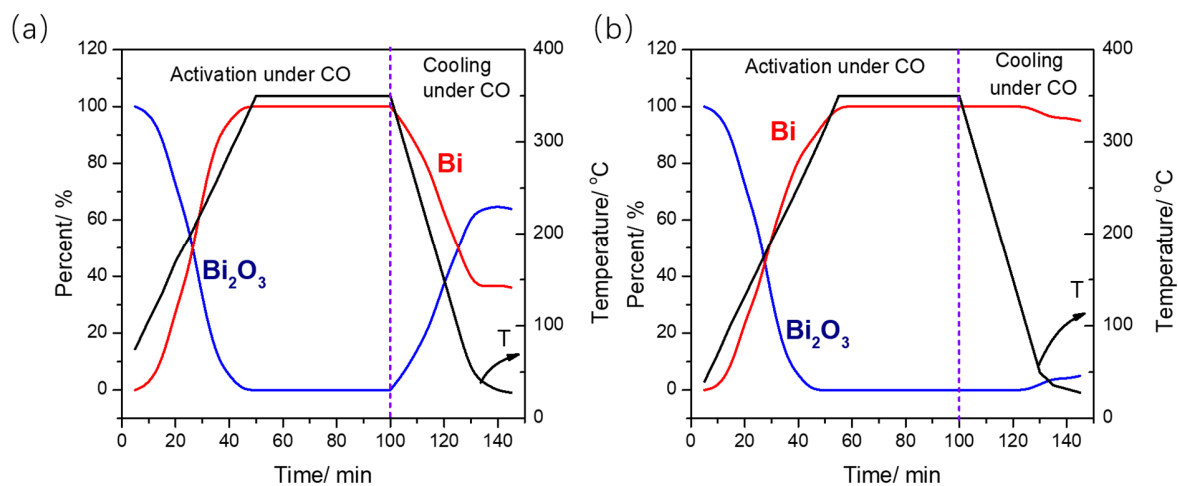 (a)
Activation under CO
Cooling
under CO
Bi
Bi₂O₃
T
Percent/ %
120
100
80
60
40
20
0
Temperature/ °C
400
300
200
100
0
0 20 40 60 80 100 120 140
Time/ min
(b)
Activation under CO
Cooling
under CO
Bi
Bi₂O₃
T
Percent/ %
120
100
80
60
40
20
0
Temperature/ °C
400
300
200
100
0
0 20 40 60 80 100 120 140
Time/ min